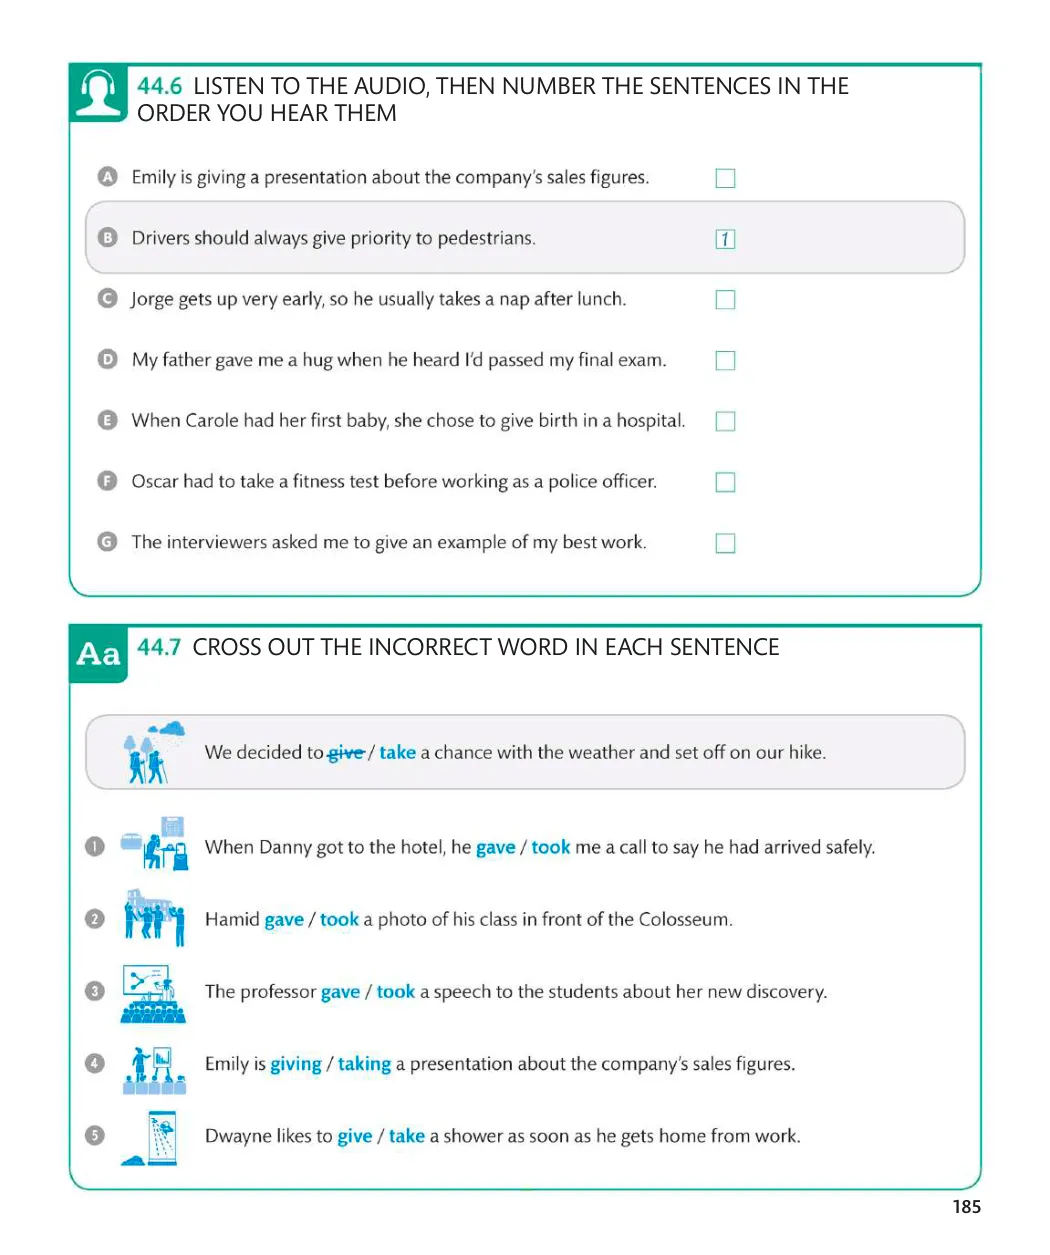 44.6 LISTEN TO THE AUDIO, THEN NUMBER THE SENTENCES IN THE
ORDER YOU HEAR THEM
A Emily is giving a presentation about the company's sales figures.
B Drivers should always give priority to pedestrians. 1
C Jorge gets up very early, so he usually takes a nap after lunch.
D My father gave me a hug when he heard I'd passed my final exam.
E When Carole had her first baby, she chose to give birth in a hospital.
F Oscar had to take a fitness test before working as a police officer.
G The interviewers asked me to give an example of my best work.
Aa 44.7 CROSS OUT THE INCORRECT WORD IN EACH SENTENCE
We decided to give / take a chance with the weather and set off on our hike.
1 When Danny got to the hotel, he gave / took me a call to say he had arrived safely.
2 Hamid gave / took a photo of his class in front of the Colosseum.
3 The professor gave / took a speech to the students about her new discovery.
4 Emily is giving / taking a presentation about the company's sales figures.
5 Dwayne likes to give / take a shower as soon as he gets home from work.
185